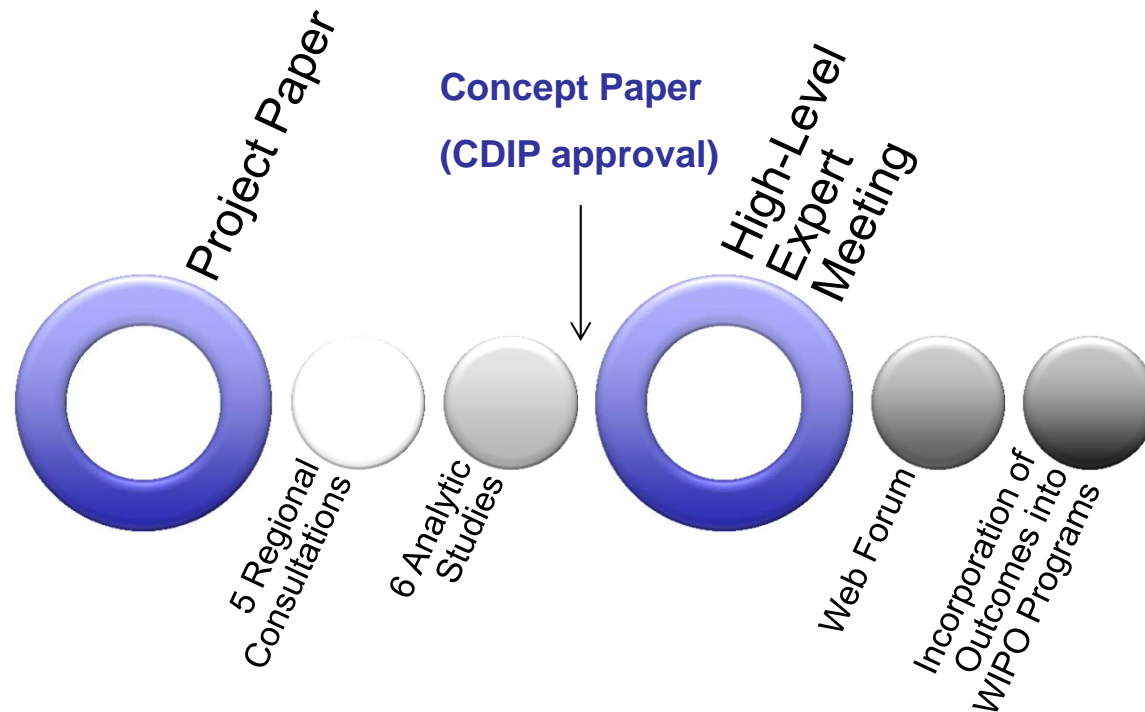 Project Paper
5 Regional
Consultations
6 Analytic
Studies
Concept Paper
(CDIP approval)
High-Level
Expert
Meeting
Web Forum
Incorporation of
Outcomes into
WIPO Programs